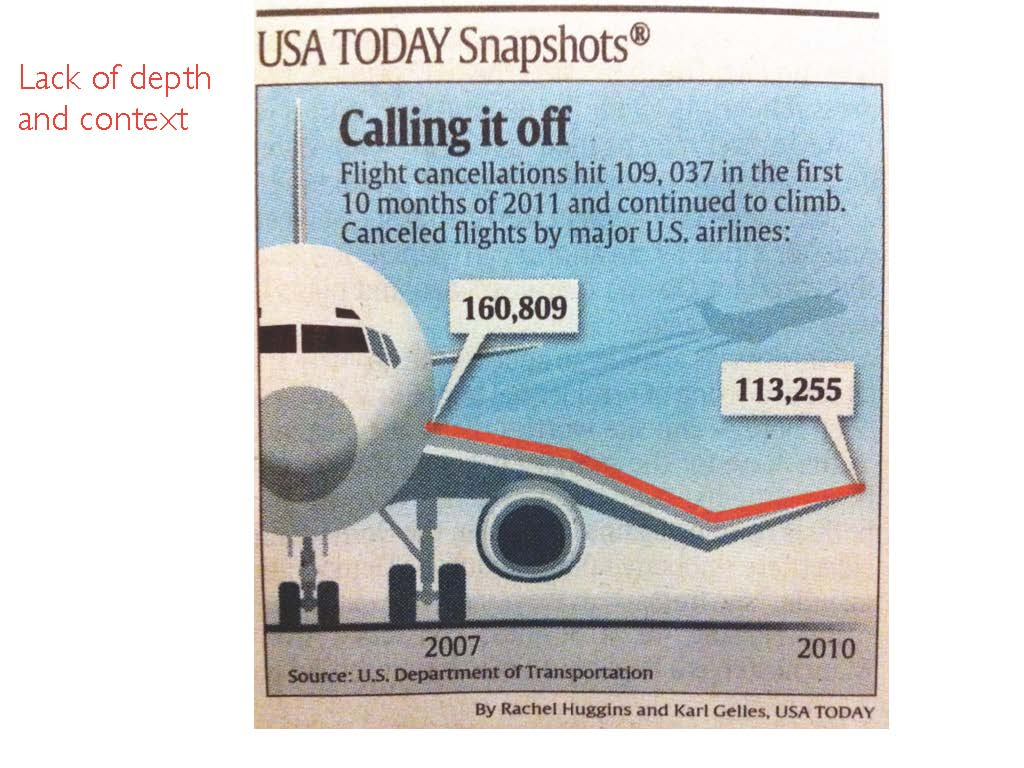 Lack of depth
and context
USA TODAY Snapshots®
Calling it off
Flight cancellations hit 109, 037 in the first
10 months of 2011 and continued to climb.
Canceled flights by major U.S. airlines:
160,809
113,255
2007
2010
Source: U.S. Department of Transportation
By Rachel Huggins and Karl Gelles, USA TODAY